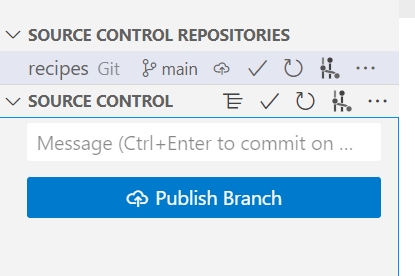 SOURCE CONTROL REPOSITORIES
recipes Git main
SOURCE CONTROL
Message (Ctrl+Enter to commit on ...
Publish Branch